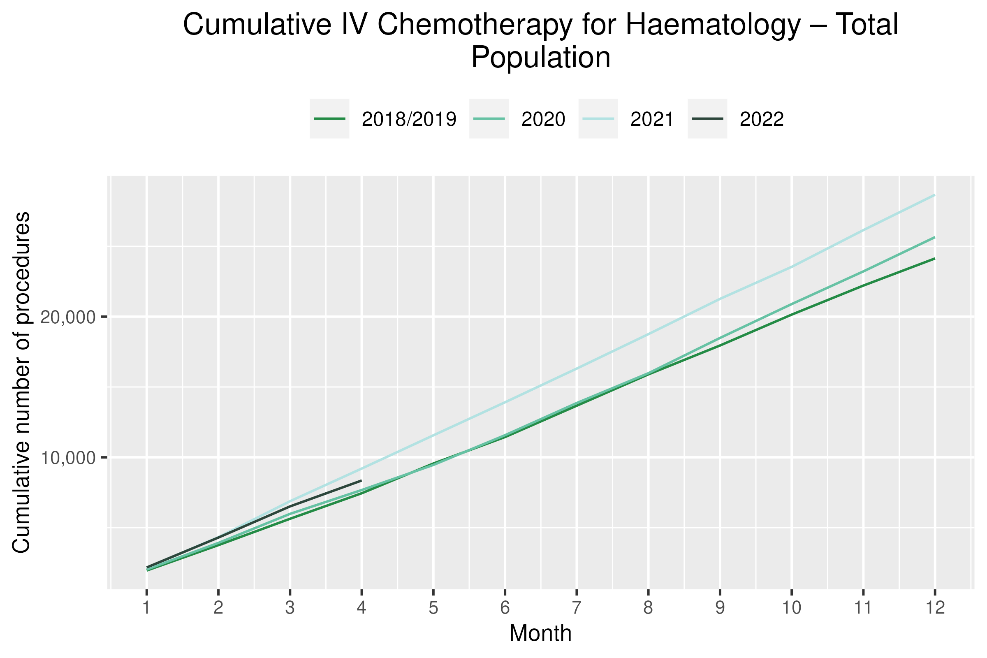 Cumulative IV Chemotherapy for Haematology – Total
Population
2018/2019 2020 2021 2022
Cumulative number of procedures
20,000
10,000
1 2 3 4 5 6 7 8 9 10 11 12
Month